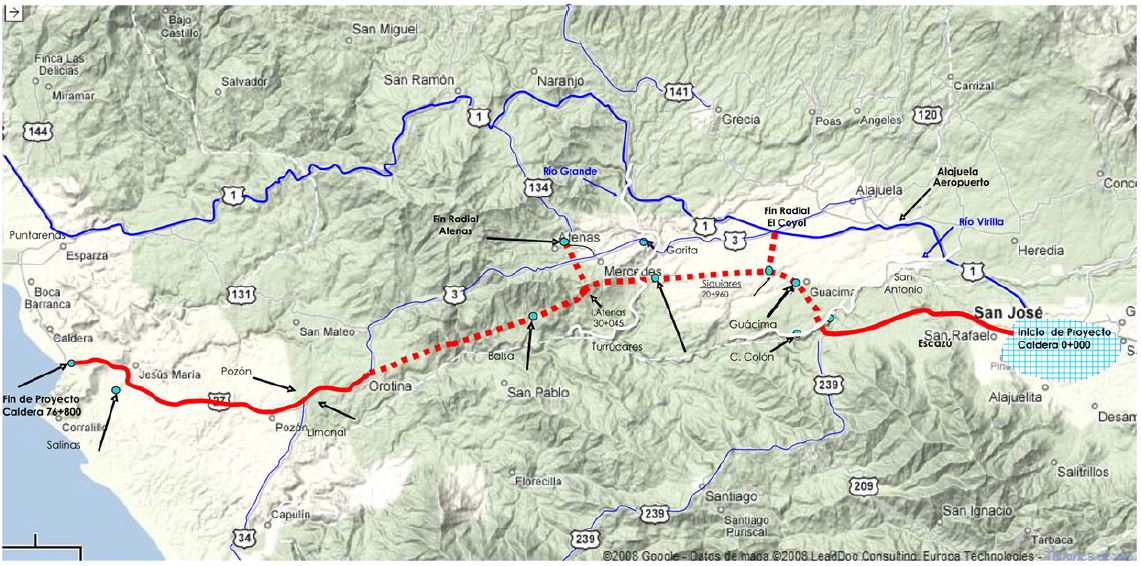 Bajo
Castillo
San Miguel
Finca Las
Delicias
Miramar
Salvador
San Ramón
Naranjo
141
Carrizal
1
Grecia
Poas
Angeles
120
144
Río Grande
134
Alajuela
Aeropuerto
Alajuela
1
Fin Radial
Atenas
Fin Radial
El Coyol
Río Virilla
Puntarenas
Atenas
1
3
Garita
Heredia
Esparza
Mercedes
1
Boca
Barranca
131
3
Siquiares
20+960
Guacima
San
Antonio
San José
Atenas
30+045
Caldera
San Mateo
Guácima
Inicio de Proyecto
Caldera 0+000
Balsa
Turrúcares
C. Colón
Escazú
San Rafael
Jesús María
Pozón
Orotina
San Pablo
239
Alajuelita
Fin de Proyecto
Caldera 76+800
27
Corralillo
Pozón
Limonal
Salinas
Salitrillos
Florecilla
209
Santiago
Capulín
239
Santiago
Puriscal
San Ignacio
34
239
Tarbaca
©2008 Google - Datos de mapa ©2008 LeadDog Consulting, Europa Technologies -